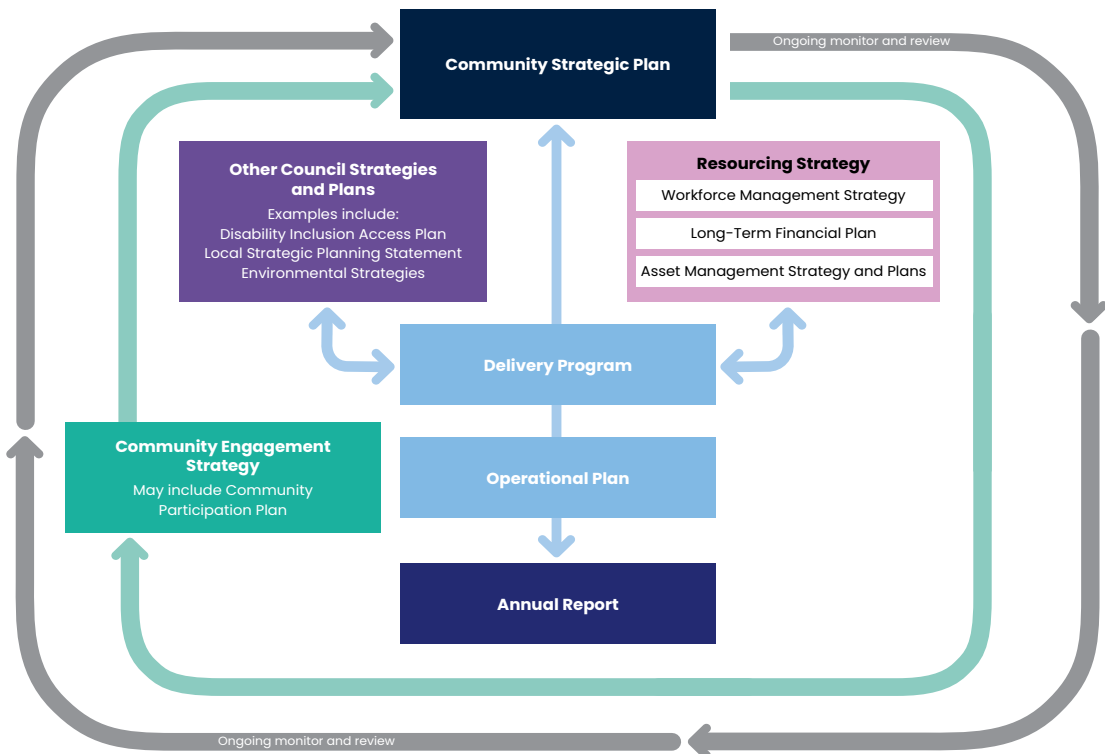 Ongoing monitor and review
Community Strategic Plan
Other Council Strategies
and Plans
Examples include:
Disability Inclusion Access Plan
Local Strategic Planning Statement
Environmental Strategies
Resourcing Strategy
Workforce Management Strategy
Long-Term Financial Plan
Asset Management Strategy and Plans
Delivery Program
Community Engagement
Strategy
May include Community
Participation Plan
Operational Plan
Annual Report
Ongoing monitor and review